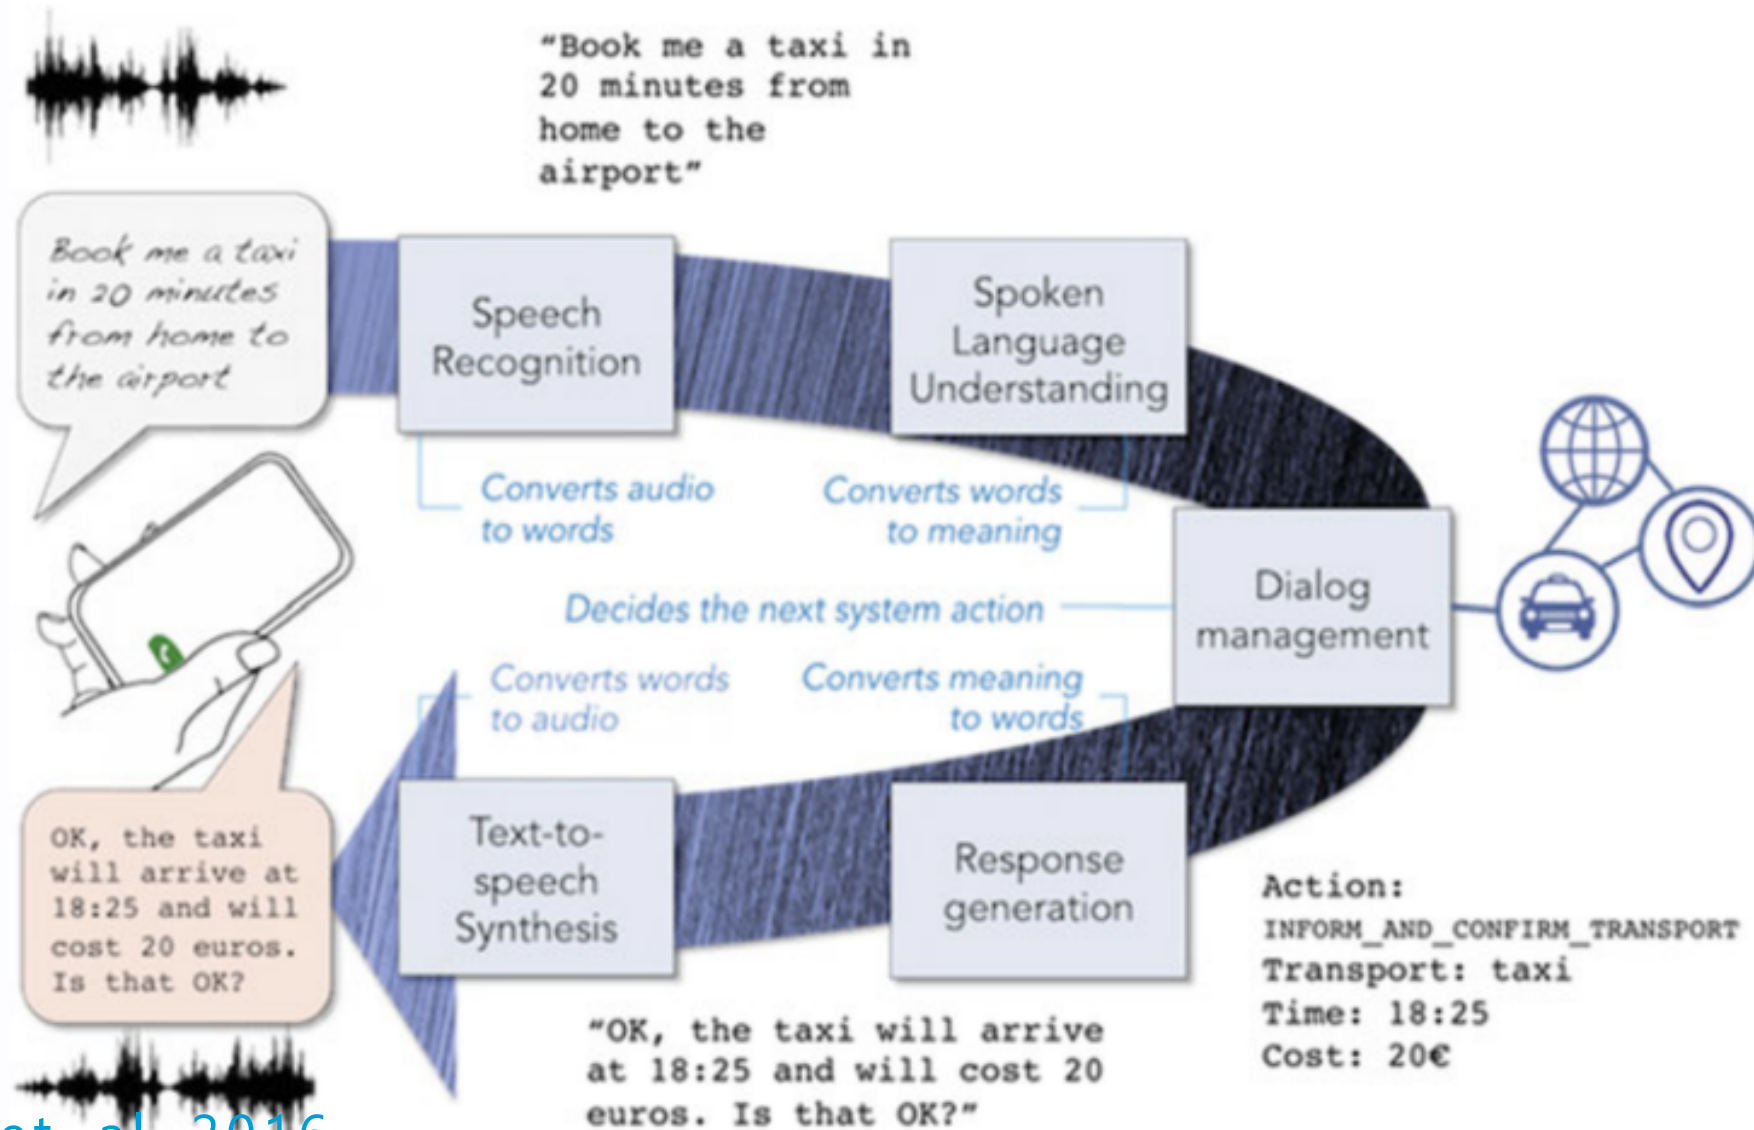 "Book me a taxi in
20 minutes from
home to the
airport"
Book me a taxi
in 20 minutes
from home to
the airport
Speech
Recognition
Spoken
Language
Understanding
Converts audio
to words
Converts words
to meaning
Decides the next system action
Dialog
management
Converts words
to audio
Converts meaning
to words
OK, the taxi
will arrive at
18:25 and will
cost 20 euros.
Is that OK?
Text-to-
speech
Synthesis
Response
generation
Action:
INFORM_AND_CONFIRM_TRANSPORT
Transport: taxi
Time: 18:25
Cost: 20€
"OK, the taxi will arrive
at 18:25 and will cost 20
euros. Is that OK?"
et al 2016